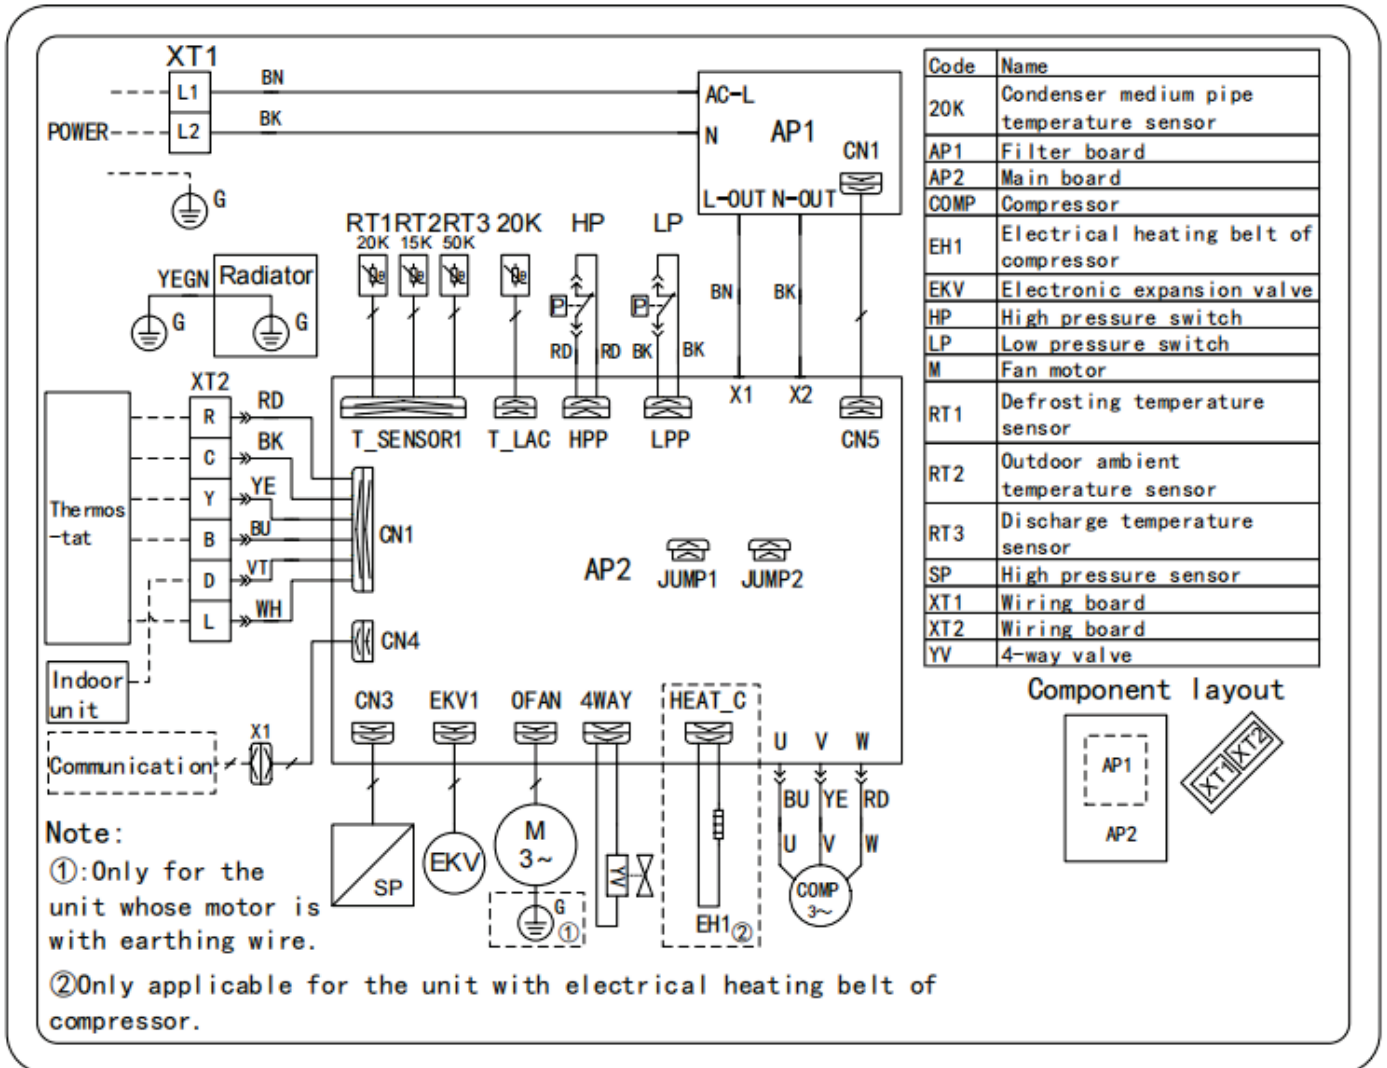 XT1
L1
BN
L2
BK
POWER
G
AC-L
N
AP1
CN1
L-OUT N-OUT
RT1 RT2 RT3 20K HP LP
20K 15K 50K
P
P
RD RD BK BK
BN BK
YEGN
Radiator
G
G
T_SENSOR1 T_LAC HPP LPP X1 X2 CN5
XT2
Thermos
-tat
R RD
C BK
Y YE
B BU
D VT
L WH
CN1
CN4
AP2
JUMP1 JUMP2
Indoor
unit
Communication
X1
CN3 EKV1 OFAN 4WAY HEAT_C
U V W
BU YE RD
U V W
SP
EKV
M
3~
G
①
YV
EH1②
COMP
3~
Code Name
20K Condenser medium pipe
temperature sensor
AP1 Filter board
AP2 Main board
COMP Compressor
EH1 Electrical heating belt of
compressor
EKV Electronic expansion valve
HP High pressure switch
LP Low pressure switch
M Fan motor
RT1 Defrosting temperature
sensor
RT2 Outdoor ambient
temperature sensor
RT3 Discharge temperature
sensor
SP High pressure sensor
XT1 Wiring board
XT2 Wiring board
YV 4-way valve
Component layout
AP1
AP2
XT1 XT2
Note:
①:Only for the
unit whose motor is
with earthing wire.
②Only applicable for the unit with electrical heating belt of
compressor.